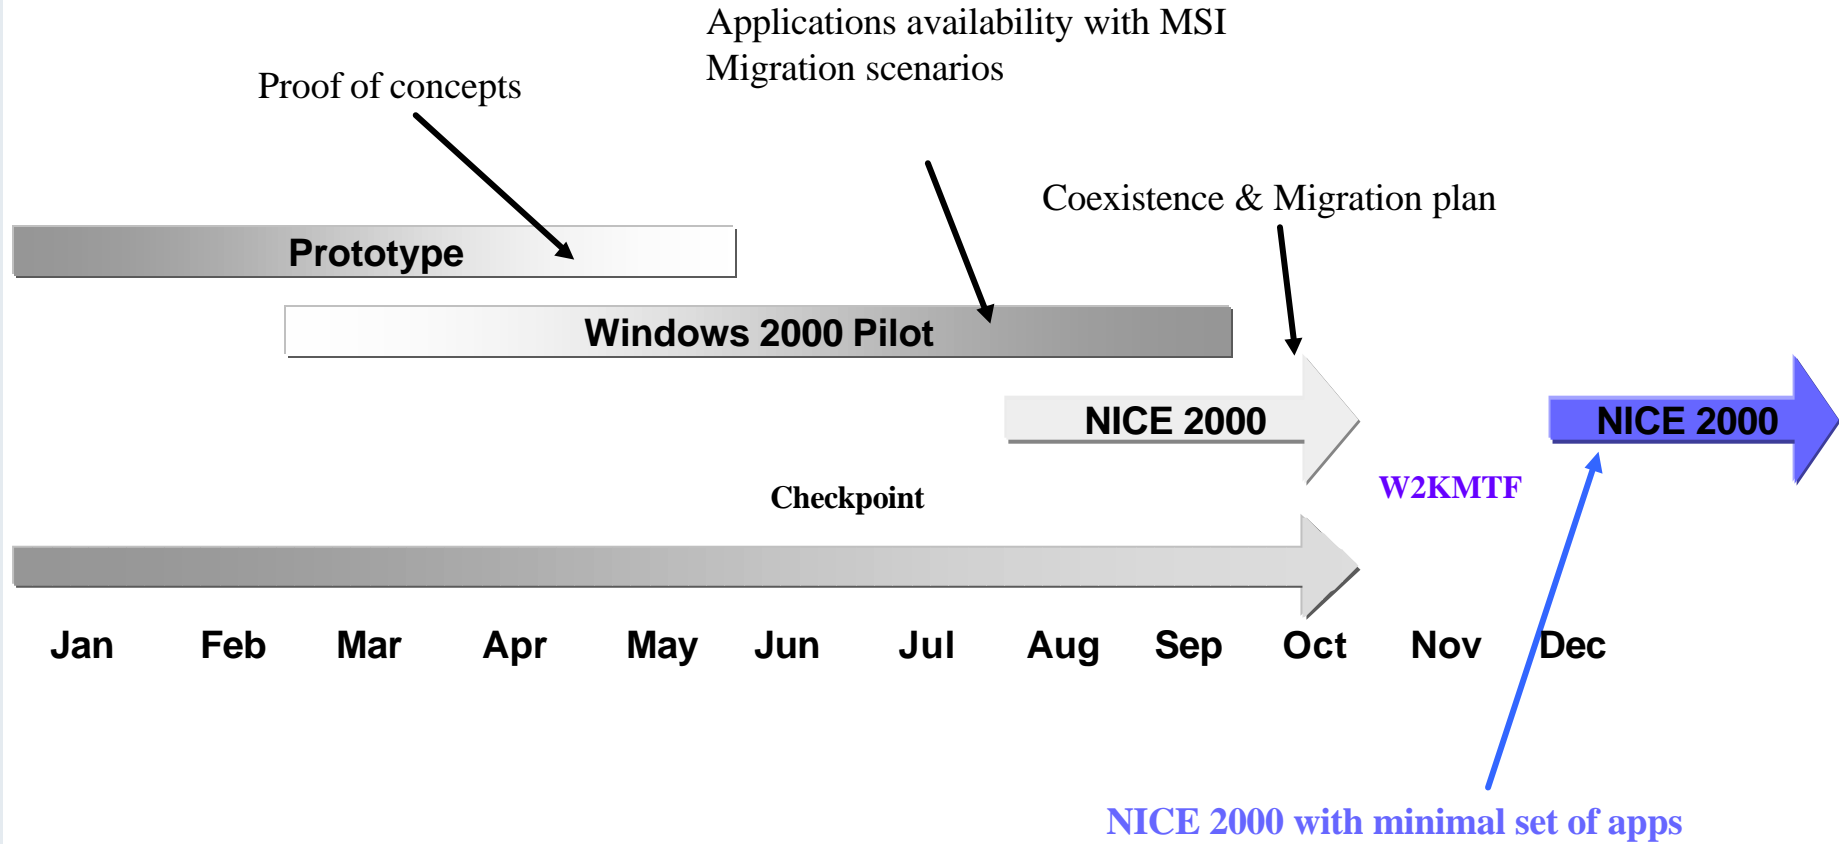 Applications availability with MSI
Migration scenarios
Proof of concepts
Coexistence & Migration plan
Prototype
Windows 2000 Pilot
NICE 2000
NICE 2000
Checkpoint
W2KMTF
Jan Feb Mar Apr May Jun Jul Aug Sep Oct Nov Dec
NICE 2000 with minimal set of apps